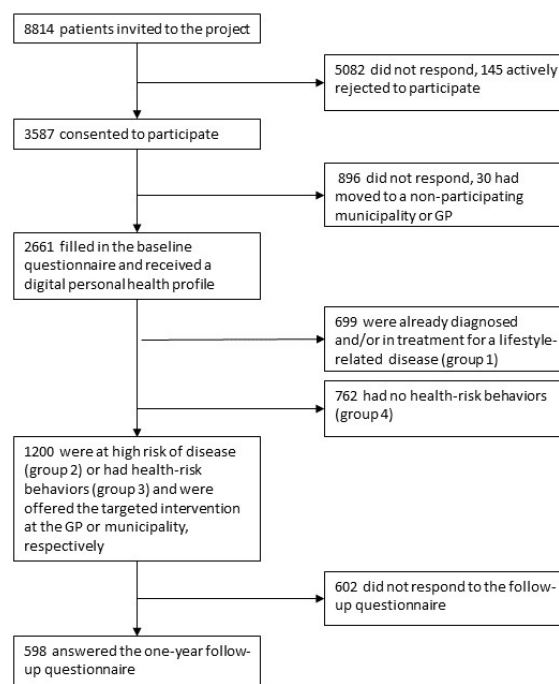 8814 patients invited to the project
5082 did not respond, 145 actively
rejected to participate
3587 consented to participate
896 did not respond, 30 had
moved to a non-participating
municipality or GP
2661 filled in the baseline
questionnaire and received a
digital personal health profile
699 were already diagnosed
and/or in treatment for a lifestyle-
related disease (group 1)
762 had no health-risk behaviors
(group 4)
1200 were at high risk of disease
(group 2) or had health-risk
behaviors (group 3) and were
offered the targeted intervention
at the GP or municipality,
respectively
602 did not respond to the follow-
up questionnaire
598 answered the one-year follow-
up questionnaire